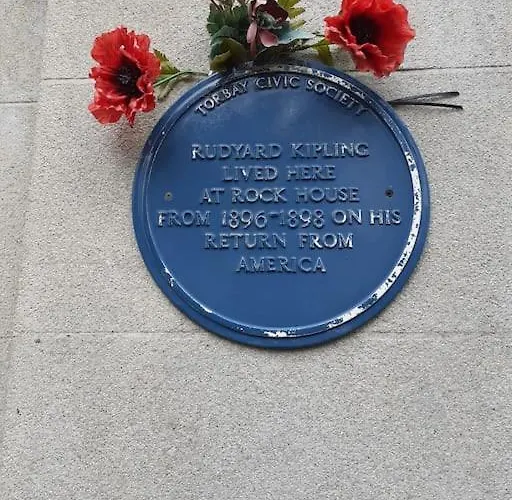 TORBAY CIVIC SOCIETY
RUDYARD KIPLING
LIVED HERE
AT ROCK HOUSE
FROM 1896-1898 ON HIS
RETURN FROM
AMERICA